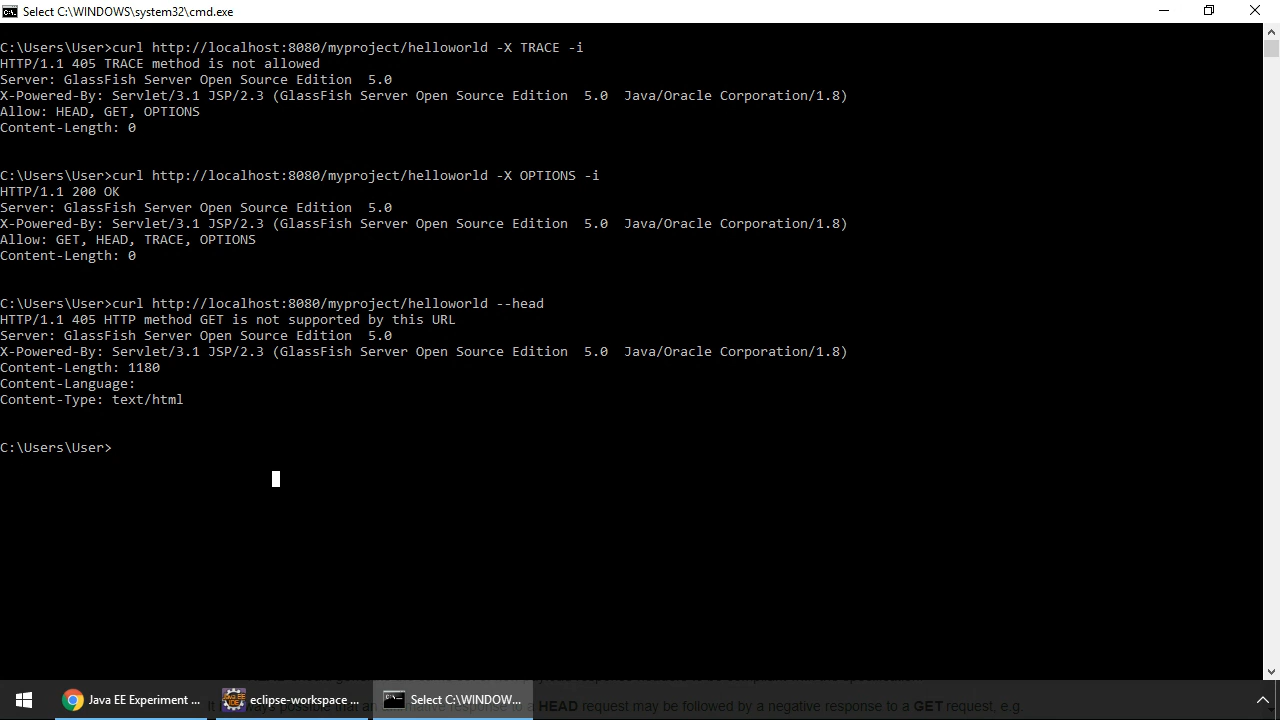 Select C:\WINDOWS\system32\cmd.exe
C:\Users\User>curl http://localhost:8080/myproject/helloworld -X TRACE -i
HTTP/1.1 405 TRACE method is not allowed
Server: GlassFish Server Open Source Edition  5.0
X-Powered-By: Servlet/3.1 JSP/2.3 (GlassFish Server Open Source Edition  5.0  Java/Oracle Corporation/1.8)
Allow: HEAD, GET, OPTIONS
Content-Length: 0
C:\Users\User>curl http://localhost:8080/myproject/helloworld -X OPTIONS -i
HTTP/1.1 200 OK
Server: GlassFish Server Open Source Edition  5.0
X-Powered-By: Servlet/3.1 JSP/2.3 (GlassFish Server Open Source Edition  5.0  Java/Oracle Corporation/1.8)
Allow: GET, HEAD, TRACE, OPTIONS
Content-Length: 0
C:\Users\User>curl http://localhost:8080/myproject/helloworld --head
HTTP/1.1 405 HTTP method GET is not supported by this URL
Server: GlassFish Server Open Source Edition  5.0
X-Powered-By: Servlet/3.1 JSP/2.3 (GlassFish Server Open Source Edition  5.0  Java/Oracle Corporation/1.8)
Content-Length: 1180
Content-Language:
Content-Type: text/html
C:\Users\User>
Java EE Experiment ...
eclipse-workspace ...
Select C:\WINDOW...
HEAD request may be followed by a negative response to a GET request, e.g.